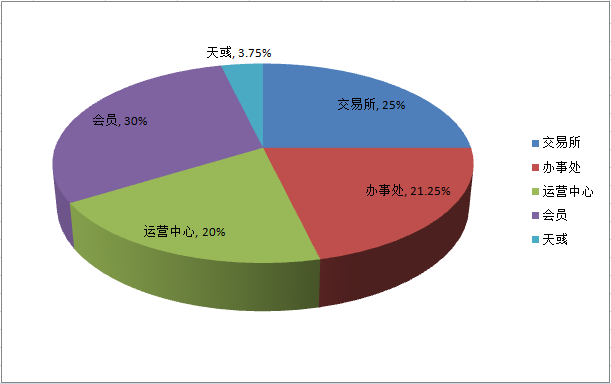 天彧, 3.75%
交易所, 25%
会员, 30%
办事处, 21.25%
运营中心, 20%
交易所
办事处
运营中心
会员
天彧